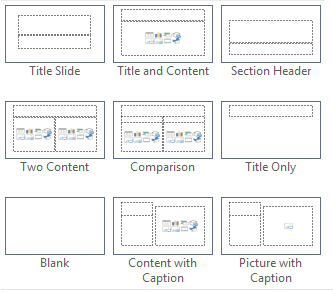 Title Slide
Title and Content
Section Header
Two Content
Comparison
Title Only
Blank
Content with
Caption
Picture with
Caption